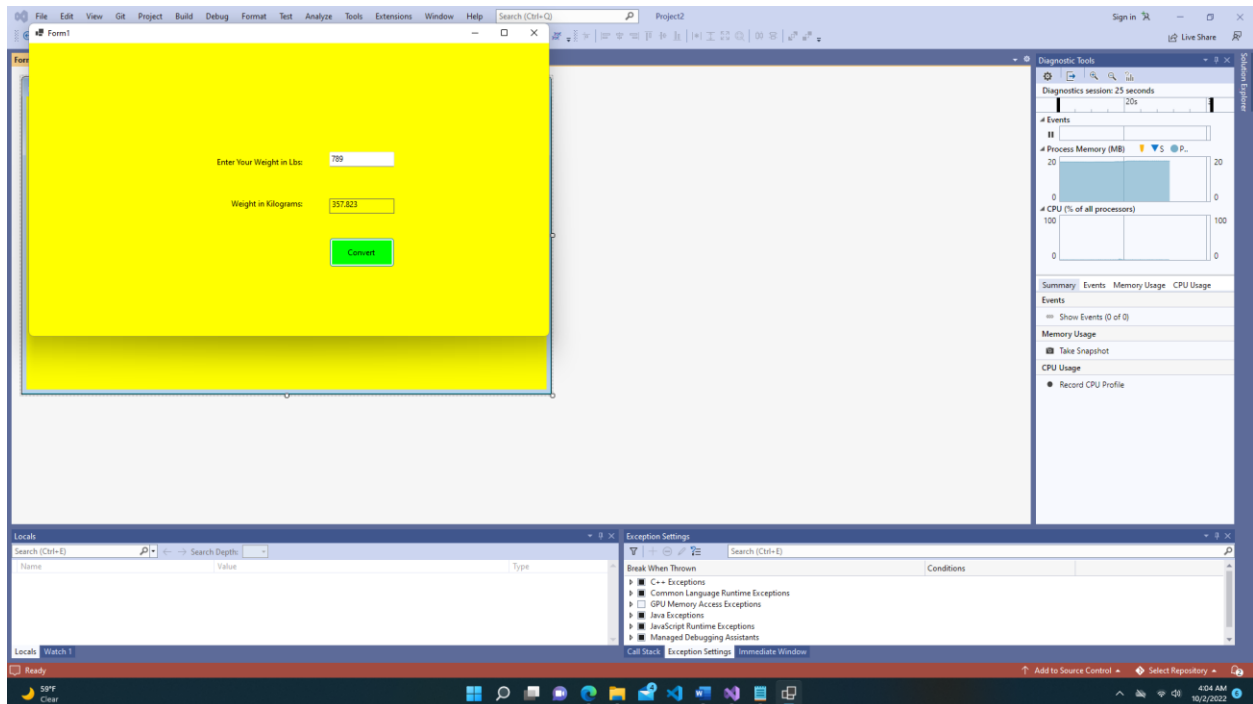 File Edit View Git Project Build Debug Format Test Analyze Tools Extensions Window Help Search (Ctrl+Q) Project2 Sign in
Form1
Live Share
Enter Your Weight in Lbs: 789
Weight in Kilograms: 357.823
Convert
Diagnostic Tools
Diagnostics session: 25 seconds
20s
Events
Process Memory (MB) S P...
20 20
0 0
CPU (% of all processors)
100 100
0 0
Summary Events Memory Usage CPU Usage
Events
Show Events (0 of 0)
Memory Usage
Take Snapshot
CPU Usage
Record CPU Profile
Solution Explorer
Locals
Search (Ctrl+E) Search Depth:
Name Value Type
Locals Watch 1
Exception Settings
Search (Ctrl+E)
Break When Thrown Conditions
C++ Exceptions
Common Language Runtime Exceptions
GPU Memory Access Exceptions
Java Exceptions
JavaScript Runtime Exceptions
Managed Debugging Assistants
Call Stack Exception Settings Immediate Window
Ready Add to Source Control Select Repository 2
59°F
Clear
4:04 AM
10/2/2022